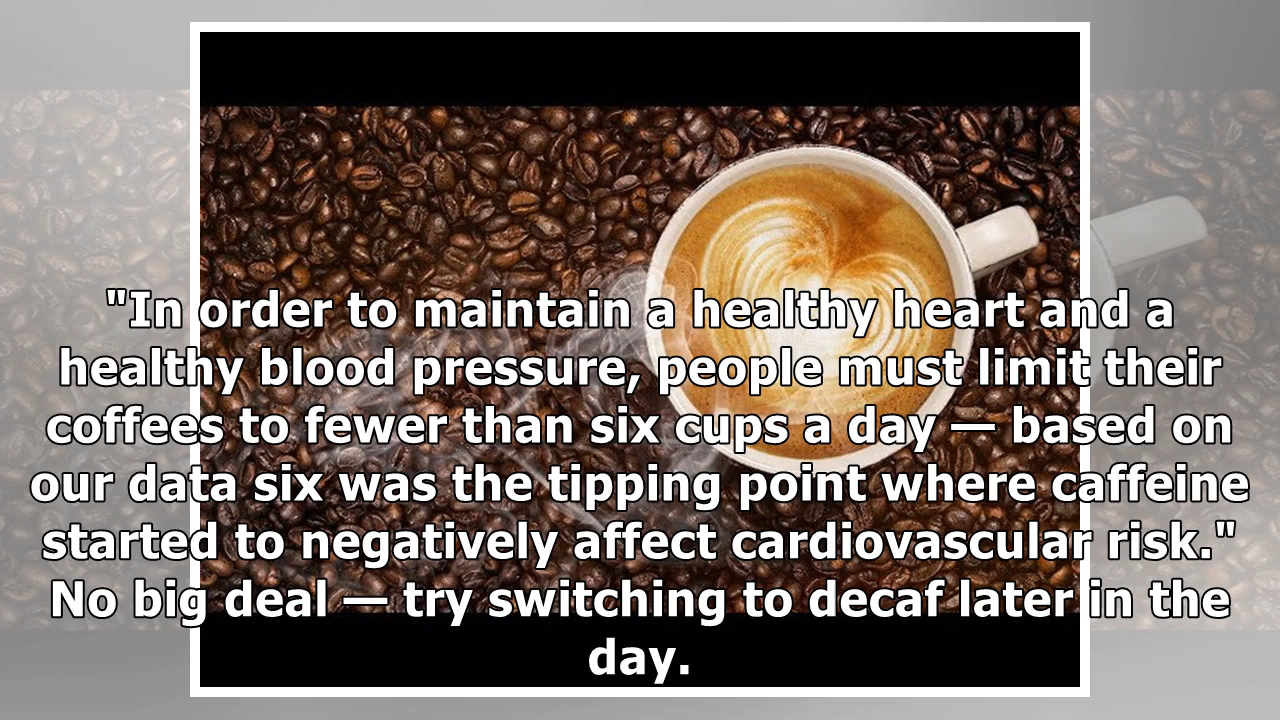 "In order to maintain a healthy heart and a
healthy blood pressure, people must limit their
coffees to fewer than six cups a day — based on
our data six was the tipping point where caffeine
started to negatively affect cardiovascular risk."
No big deal — try switching to decaf later in the
day.